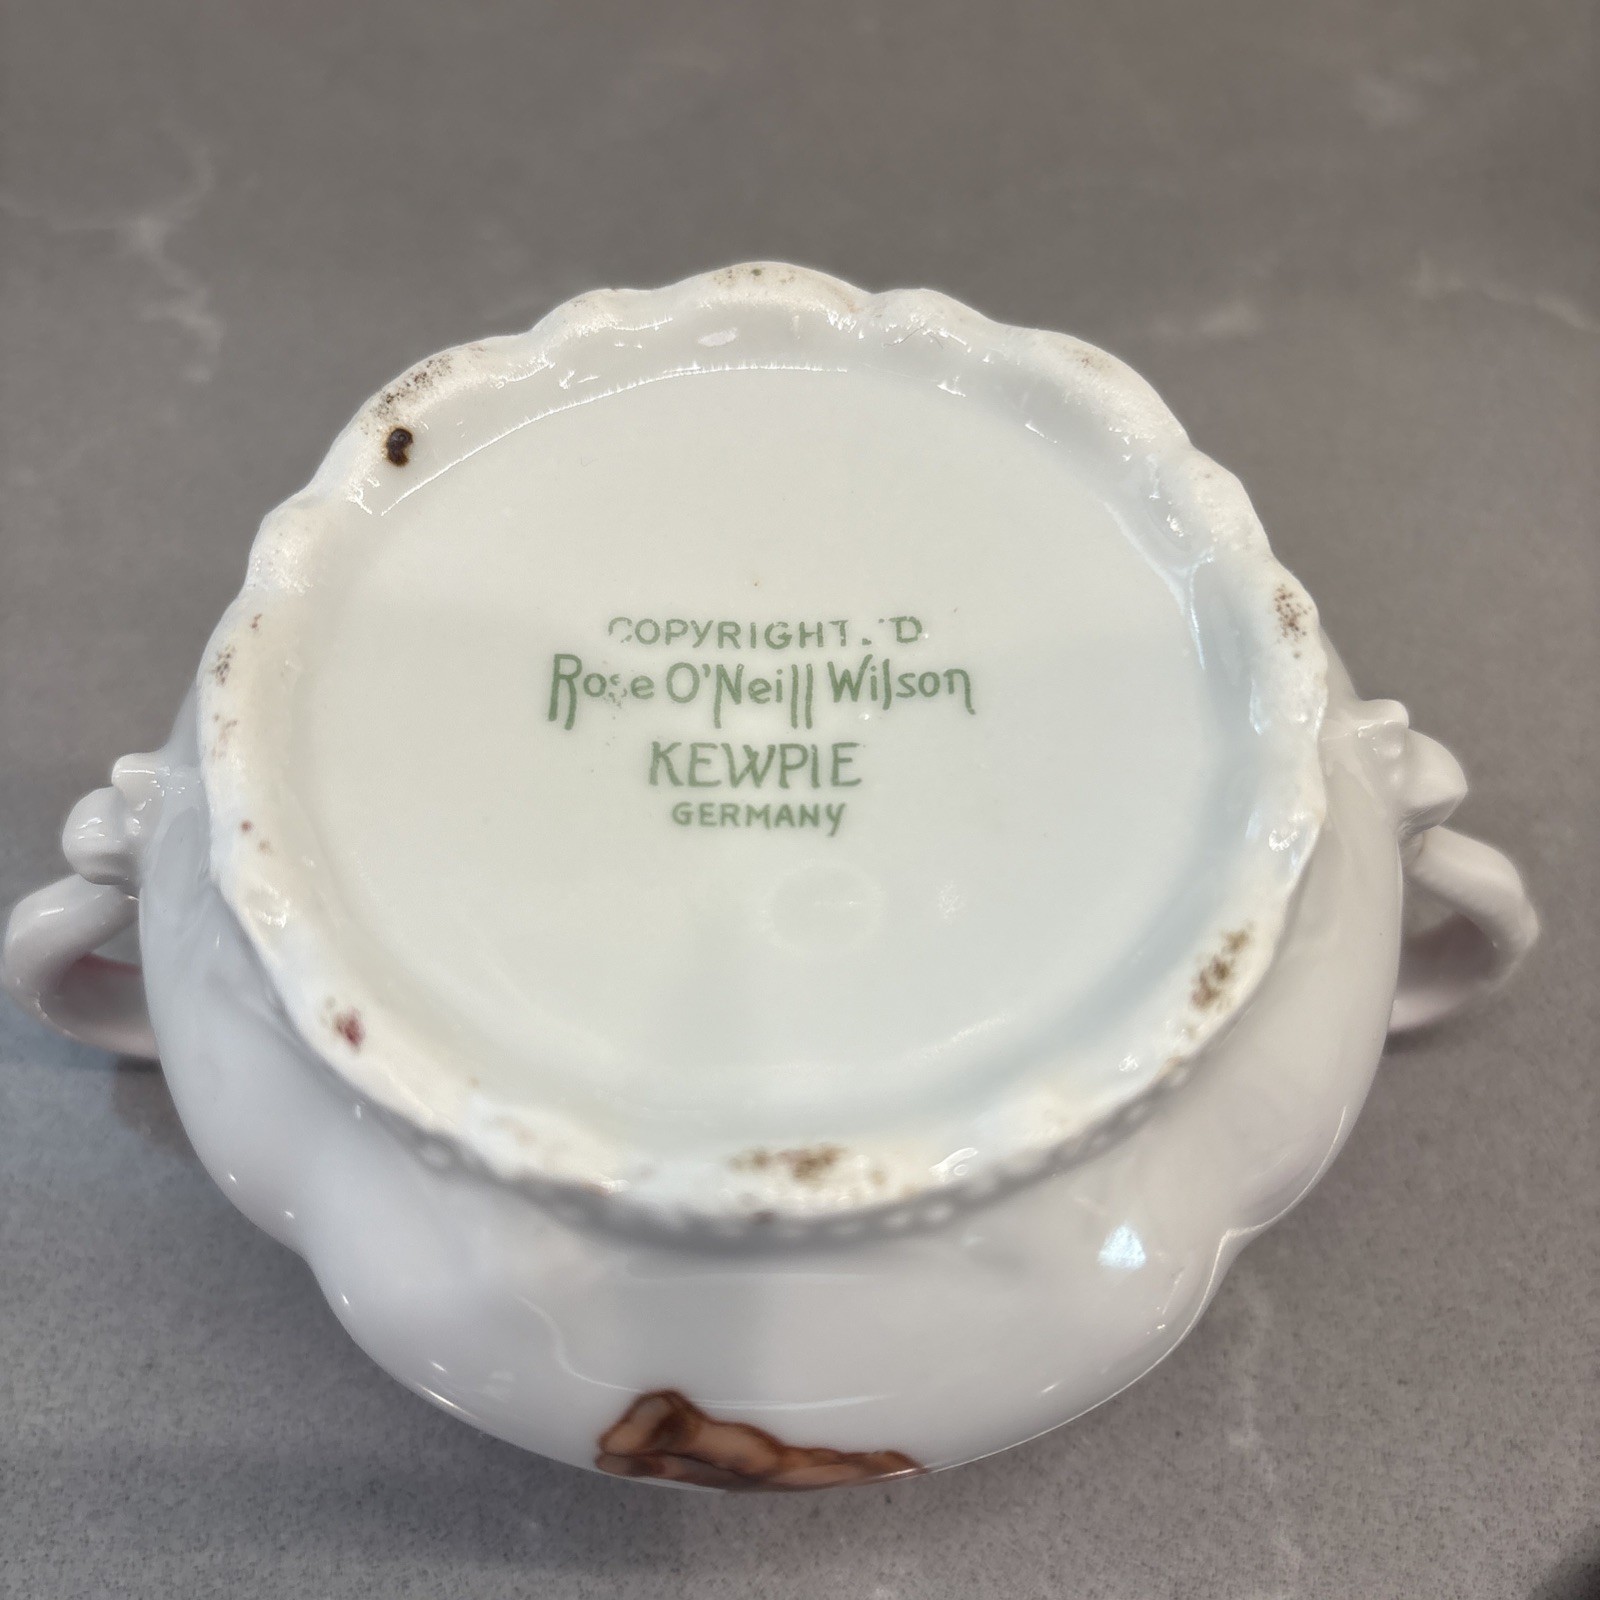 COPYRIGHT.'D.
Rose O'Neill Wilson
KEWPIE
GERMANY